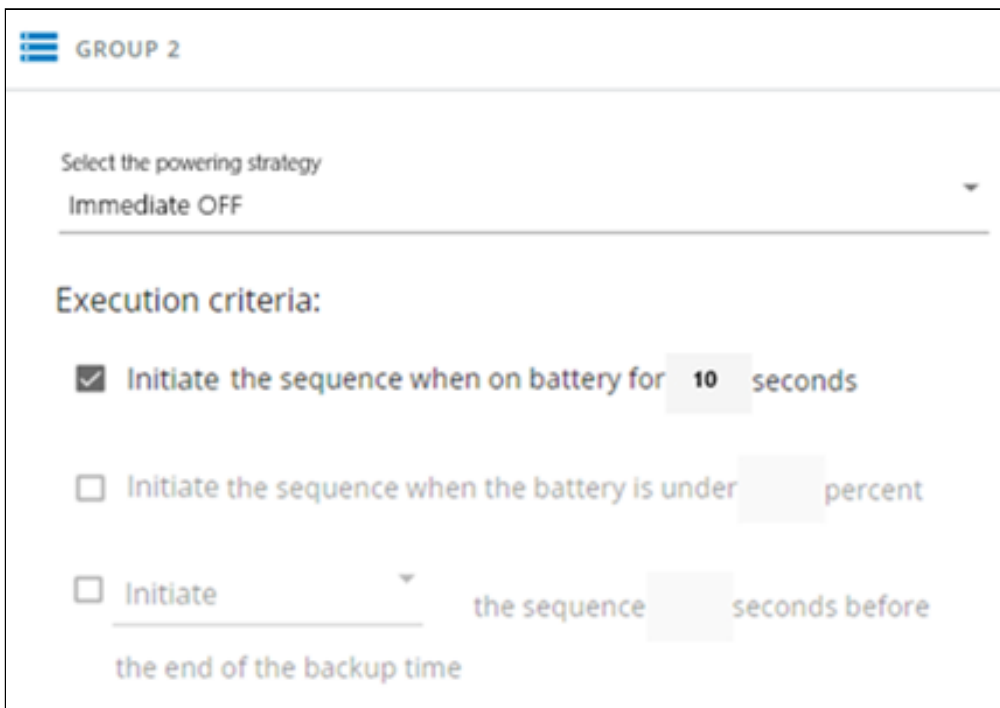 GROUP 2
Select the powering strategy
Immediate OFF
Execution criteria:
Initiate the sequence when on battery for 10 seconds
Initiate the sequence when the battery is under percent
Initiate the sequence seconds before
the end of the backup time